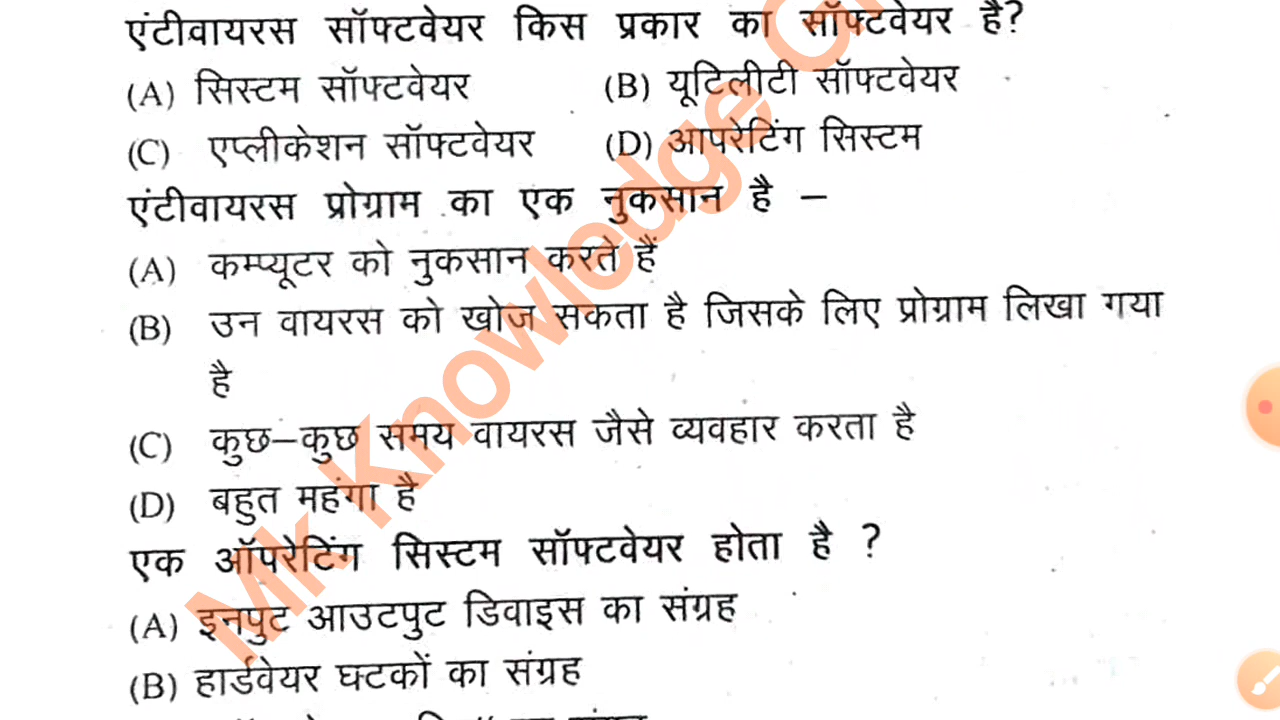 एंटीवायरस सॉफ्टवेयर किस प्रकार का सॉफ्टवेयर है?
(A) सिस्टम सॉफ्टवेयर (B) यूटिलीटी सॉफ्टवेयर
(C) एप्लीकेशन सॉफ्टवेयर (D) आपरेटिंग सिस्टम
एंटीवायरस प्रोग्राम का एक नुकसान है –
(A) कम्प्यूटर को नुकसान करते हैं
(B) उन वायरस को खोज सकता है जिसके लिए प्रोग्राम लिखा गया
है
(C) कुछ–कुछ समय वायरस जैसे व्यवहार करता है
(D) बहुत महंगा है
एक ऑपरेटिंग सिस्टम सॉफ्टवेयर होता है ?
(A) इनपुट आउटपुट डिवाइस का संग्रह
(B) हार्डवेयर घटकों का संग्रह
Mk Knowledge